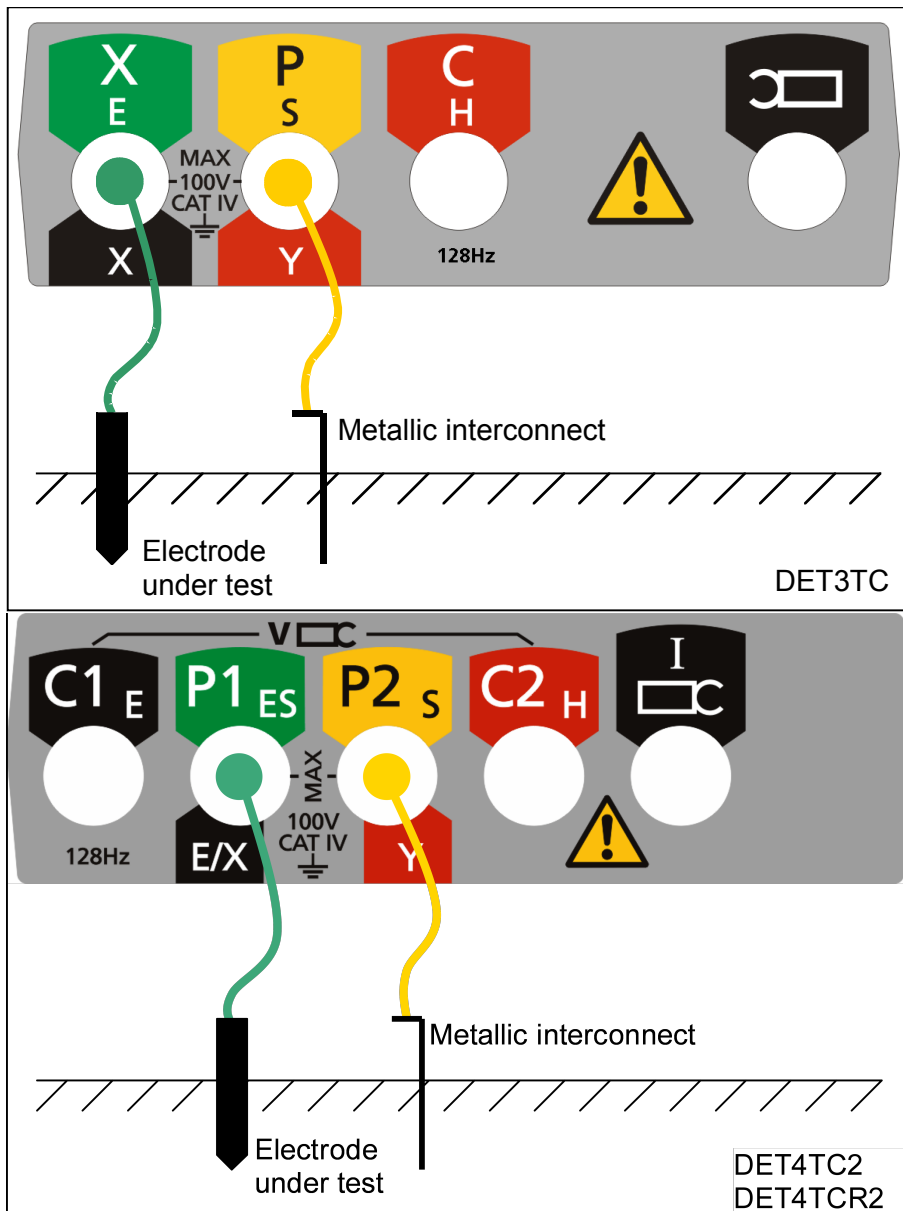 X P C
E S H
MAX
100V
CAT IV
X Y 128Hz
Metallic interconnect
Electrode
under test
DET3TC
V C
C1 E P1 ES P2 S C2 H I
C
MAX
100V
CAT IV
128Hz E/X Y
Metallic interconnect
Electrode
under test
DET4TC2
DET4TCR2